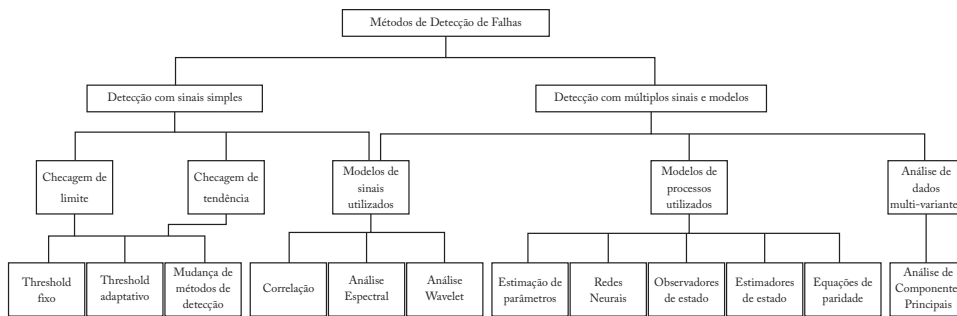 Métodos de Detecção de Falhas
Detecção com sinais simples
Detecção com múltiplos sinais e modelos
Checagem de
limite
Checagem de
tendência
Modelos de
sinais
utilizados
Modelos de
processos
utilizados
Análise de
dados
multi-variante
Threshold
fixo
Threshold
adaptativo
Mudança de
métodos de
detecção
Correlação
Análise
Espectral
Análise
Wavelet
Estimação de
parâmetros
Redes
Neurais
Observadores
de estado
Estimadores
de estado
Equações de
paridade
Análise de
Componentes
Principais